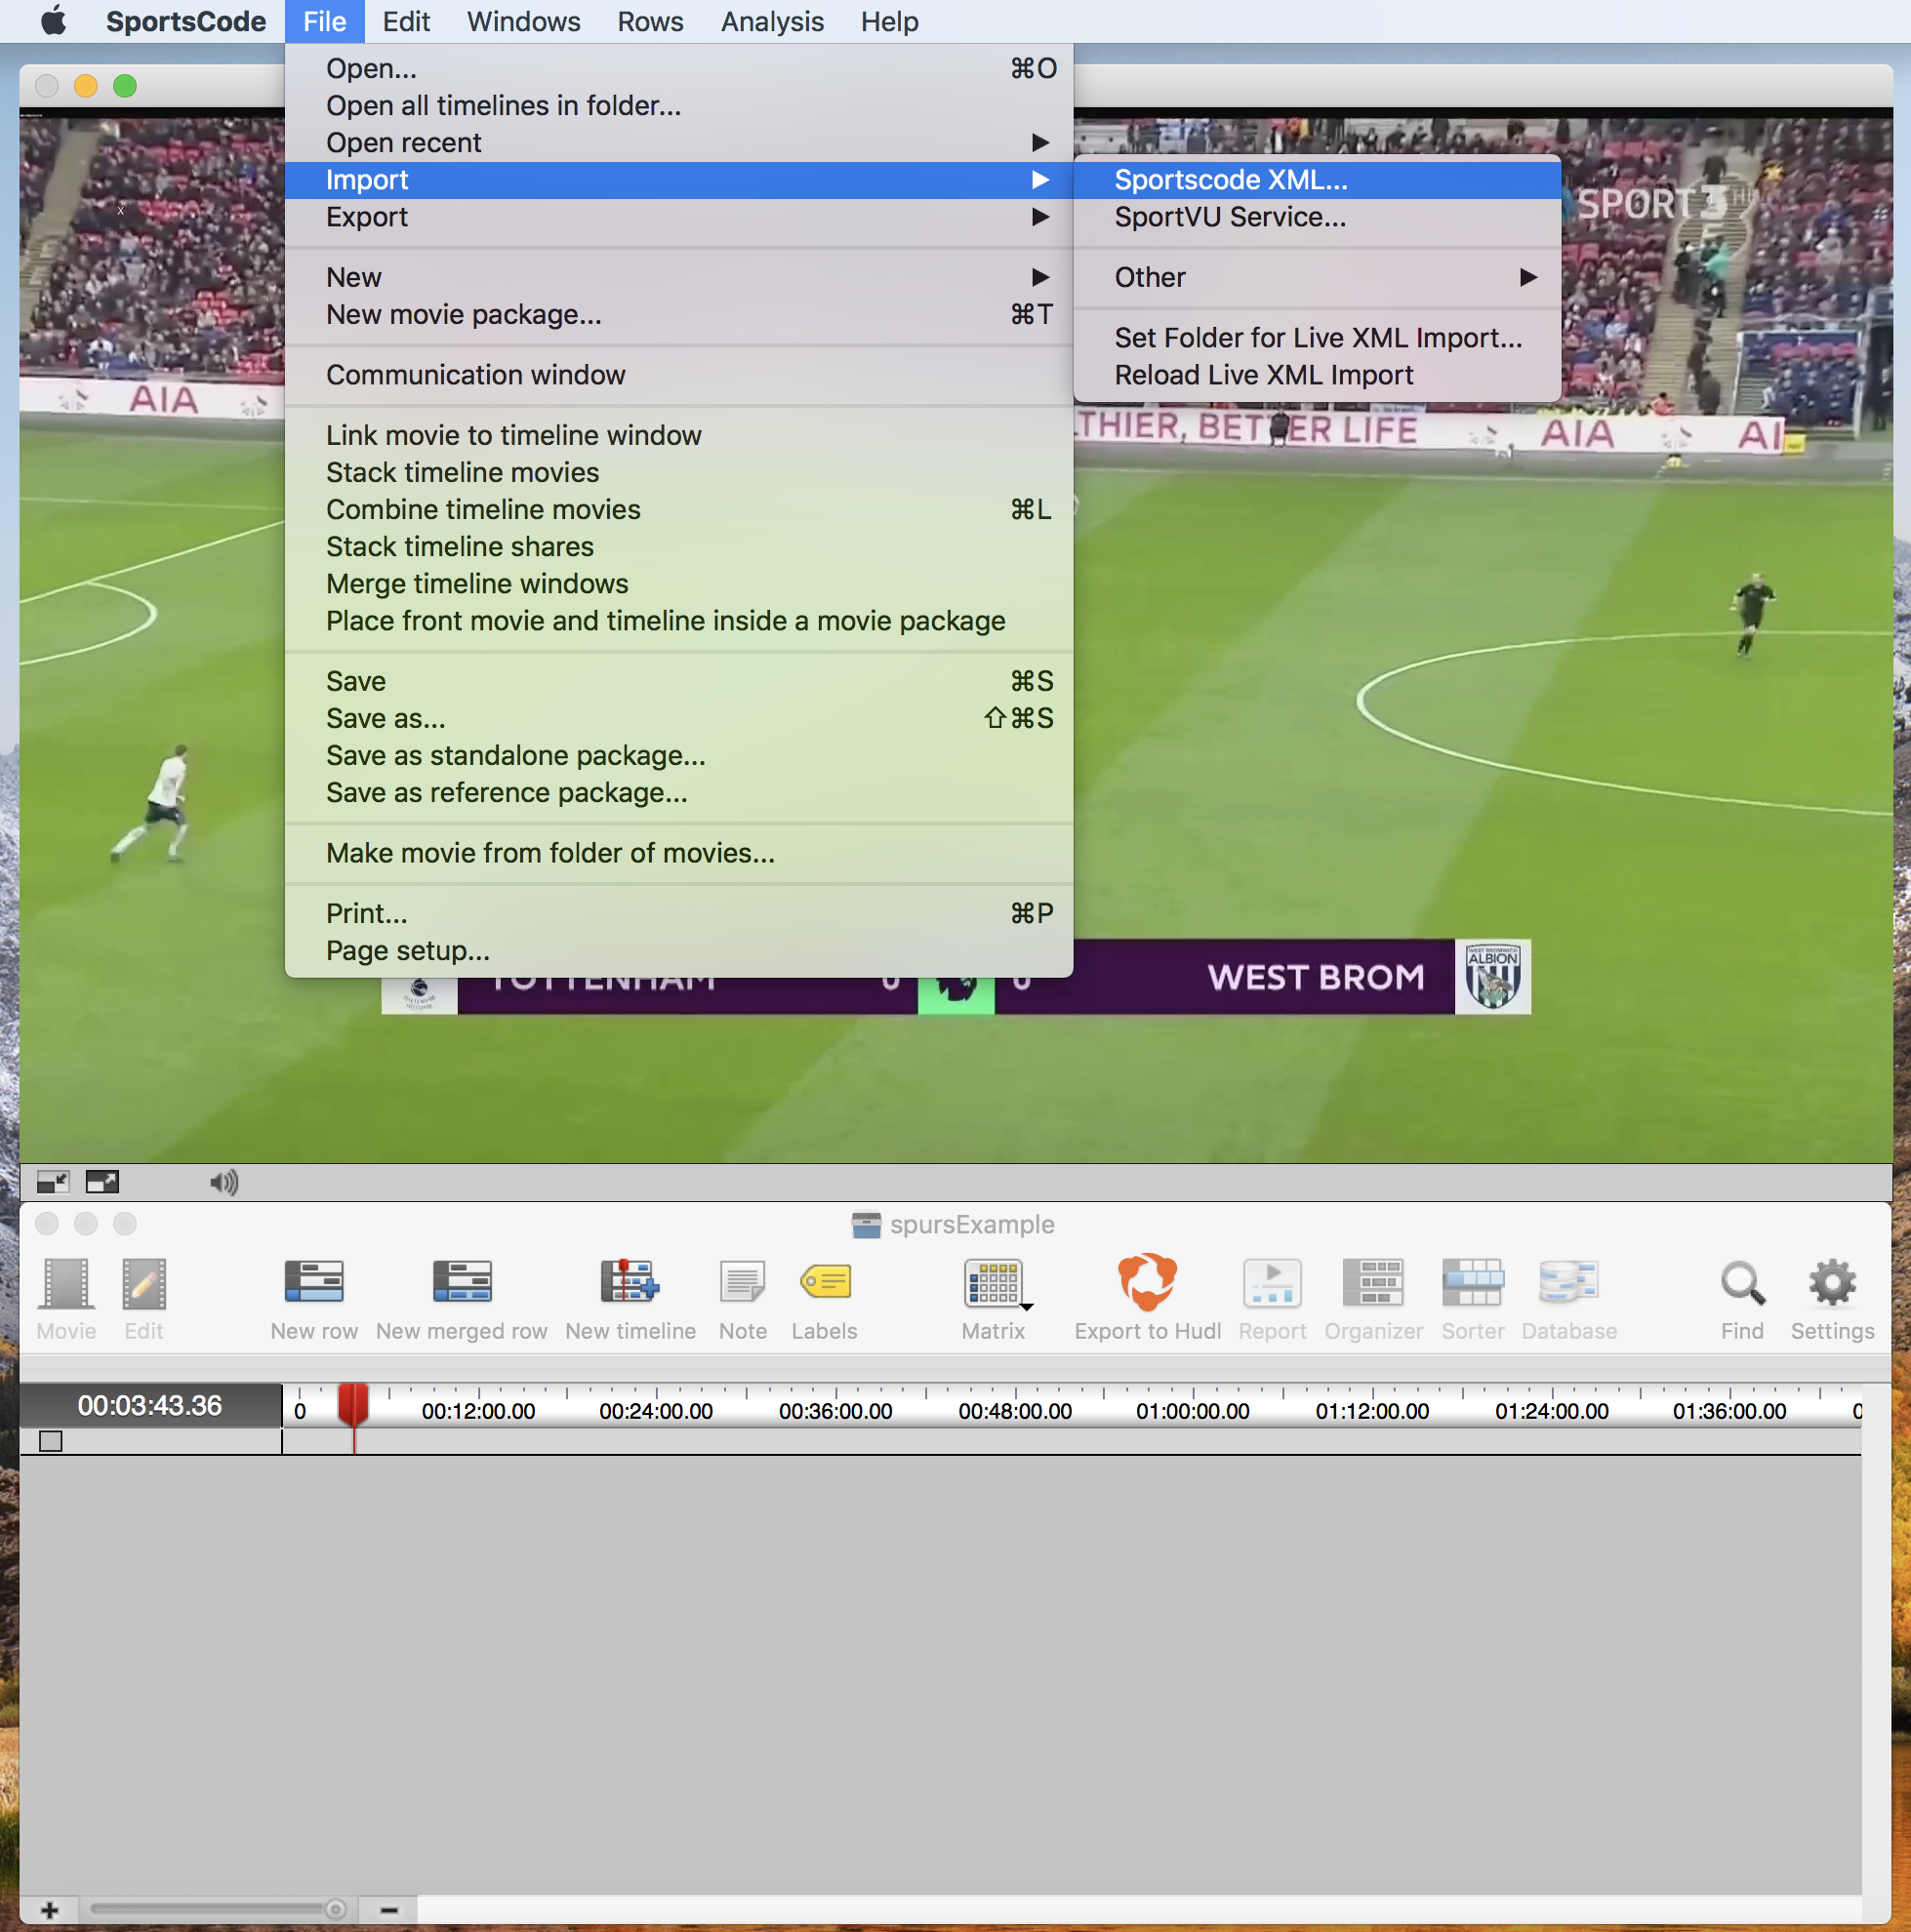 SportsCode File Edit Windows Rows Analysis Help
Open... ⌘O
Open all timelines in folder...
Open recent
Import
Export
New
New movie package... ⌘T
Communication window
Link movie to timeline window
Stack timeline movies
Combine timeline movies ⌘L
Stack timeline shares
Merge timeline windows
Place front movie and timeline inside a movie package
Save ⌘S
Save as... ⇧⌘S
Save as standalone package...
Save as reference package...
Make movie from folder of movies...
Print... ⌘P
Page setup...
Sportscode XML...
SportVU Service...
Other
Set Folder for Live XML Import...
Reload Live XML Import
SPORT 3 HD
X
AIA
THIER, BETTER LIFE AIA AI
TOTTENHAM 0 0 WEST BROM
ALBION
spursExample
Movie Edit New row New merged row New timeline Note Labels Matrix Export to Hudl Report Organizer Sorter Database Find Settings
00:03:43.36 0 00:12:00.00 00:24:00.00 00:36:00.00 00:48:00.00 01:00:00.00 01:12:00.00 01:24:00.00 01:36:00.00 0